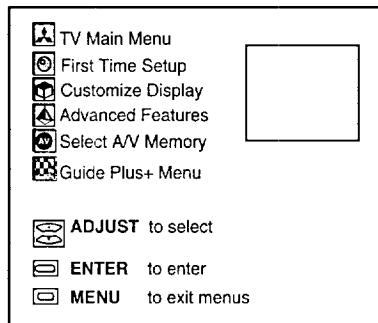 TV Main Menu
First Time Setup
Customize Display
Advanced Features
AV Select A/V Memory
Guide Plus+ Menu
ADJUST to select
ENTER to enter
MENU to exit menus